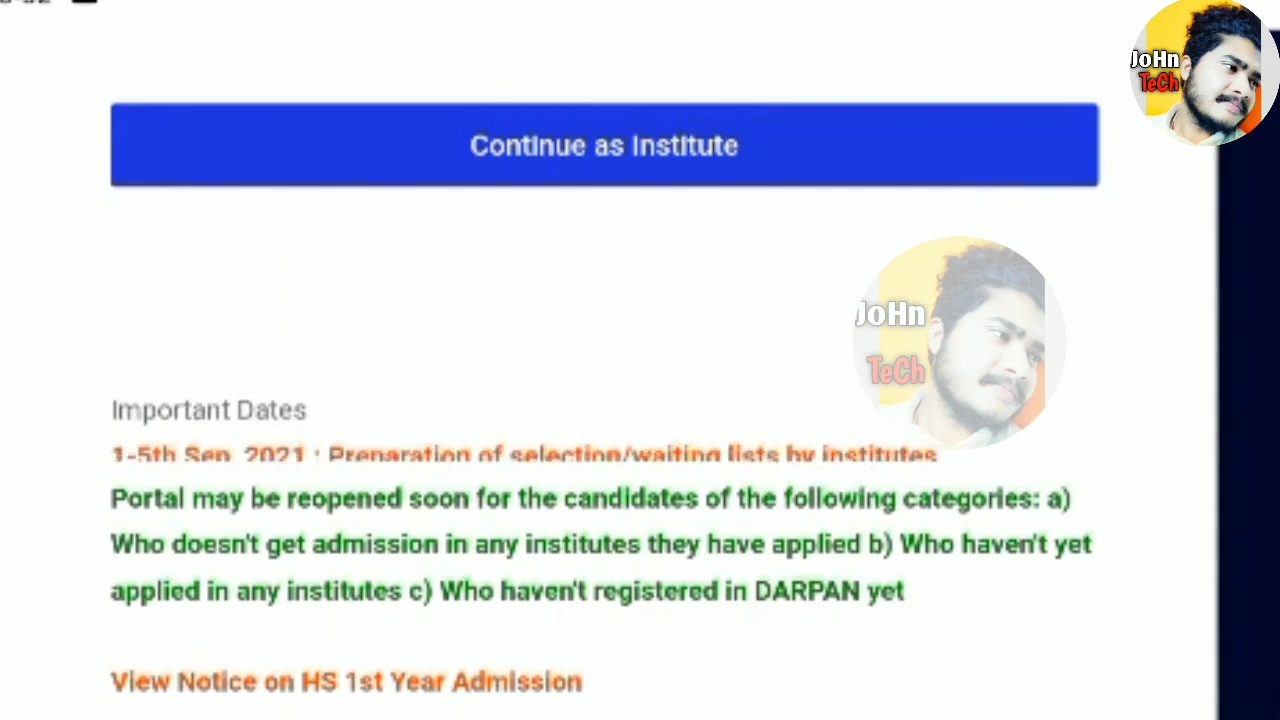 JoHn
TeCh
Continue as Institute
JoHn
TeCh
Important Dates
1-5th Sep, 2021 : Preparation of selection/waiting lists by institutes
Portal may be reopened soon for the candidates of the following categories: a)
Who doesn't get admission in any institutes they have applied b) Who haven't yet
applied in any institutes c) Who haven't registered in DARPAN yet
View Notice on HS 1st Year Admission